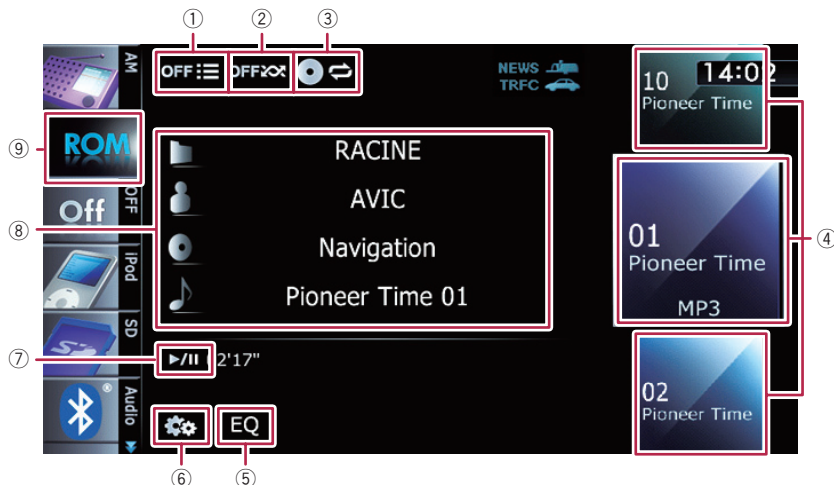 ① ② ③
OFF OFF
NEWS
TRFC
14:02
AM
ROM
OFF
Off
iPod
SD
Audio
RACINE
AVIC
Navigation
Pioneer Time 01
►/II 2'17"
EQ
10
Pioneer Time
01
Pioneer Time
MP3
02
Pioneer Time
④
⑨
⑧
⑦
⑥ ⑤